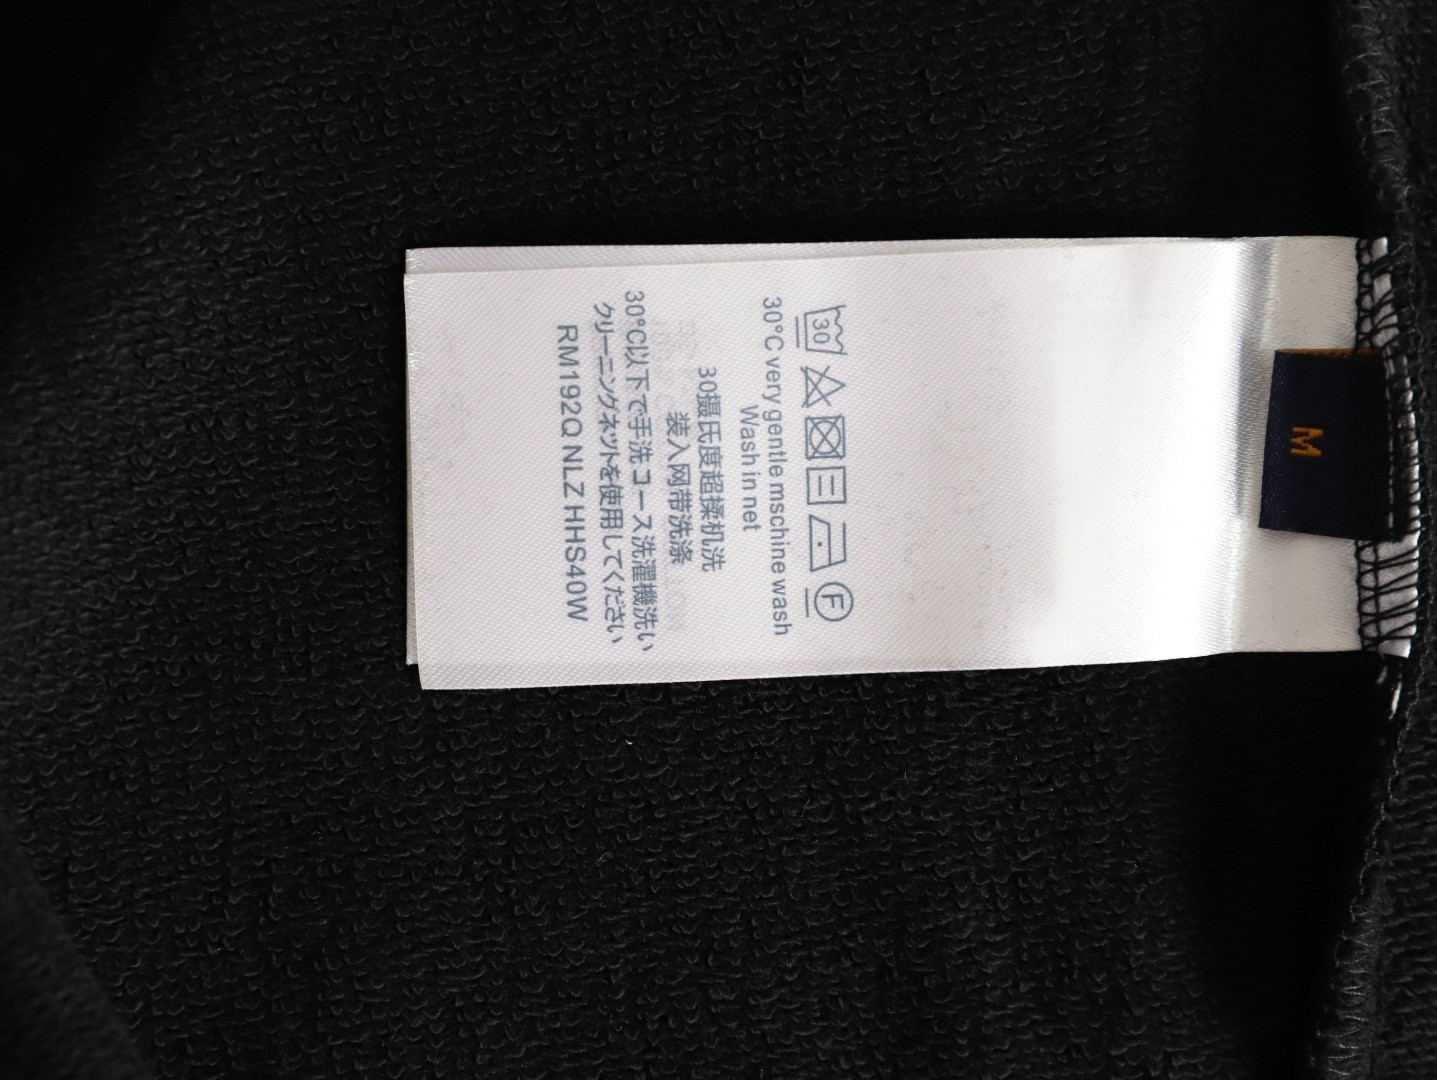 30
F
30°C very gentle mschine wash
Wash in net
30摄氏度超揉机洗
装入网带洗涤
30°C以下で手洗コース洗濯機洗い
クリーニングネットを使用してください
RM192Q NLZ HHS40W
M